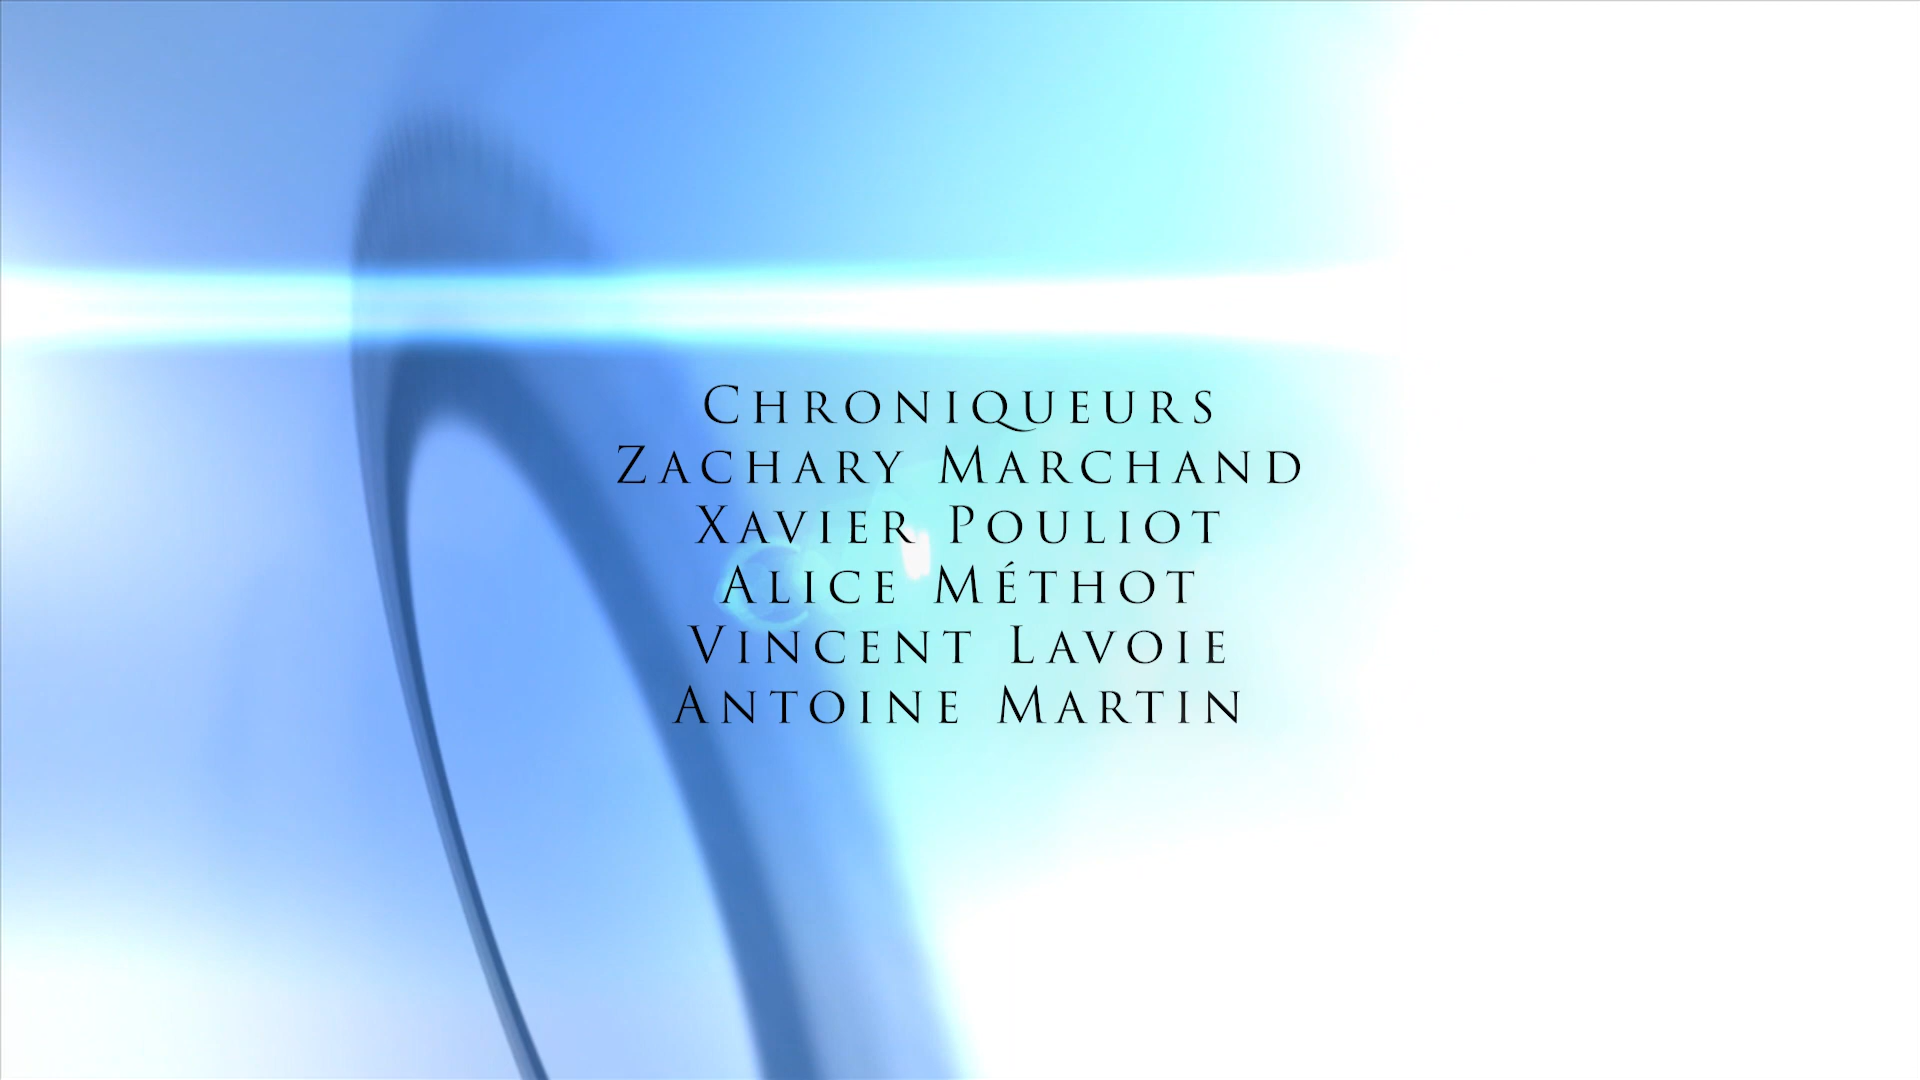 Chroniqueurs
Zachary Marchand
Xavier Pouliot
Alice Méthot
Vincent Lavoie
Antoine Martin